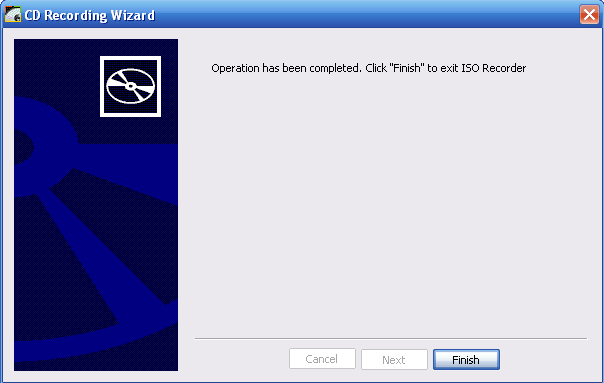 CD Recording Wizard
Operation has been completed. Click "Finish" to exit ISO Recorder
Cancel
Next
Finish